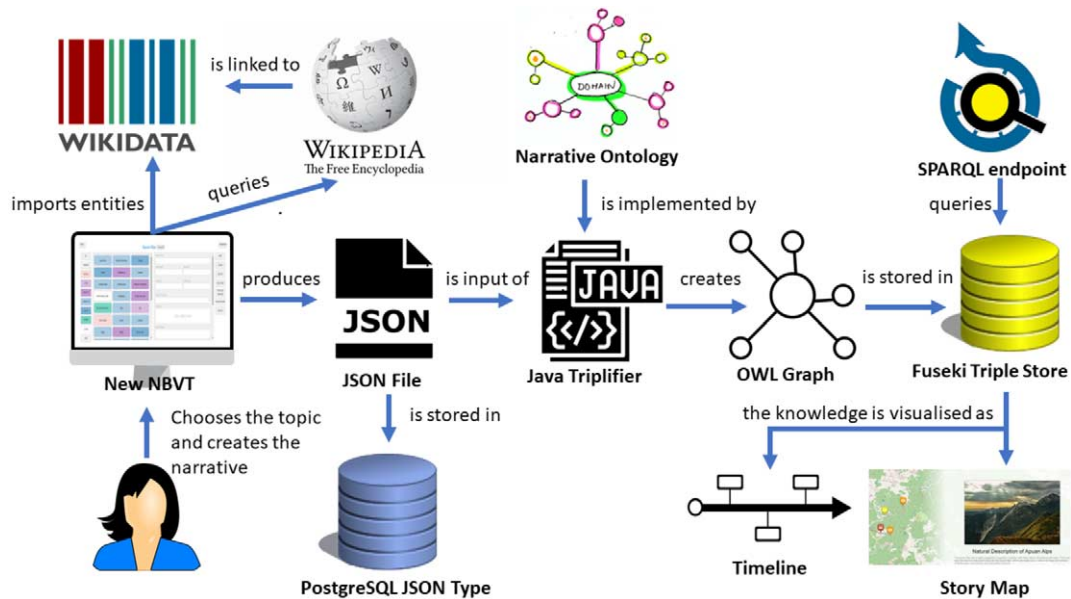 WIKIDATA
is linked to
WIKIPEDIA
The Free Encyclopedia
DOMAIN
Narrative Ontology
SPARQL endpoint
imports entities
queries
is implemented by
queries
produces
JSON
is input of
JAVA
</>
creates
is stored in
New NBVT
JSON File
Java Triplifier
OWL Graph
Fuseki Triple Store
Chooses the topic
and creates the
narrative
is stored in
the knowledge is visualised as
Natural Description of Apuan Alps
PostgreSQL JSON Type
Timeline
Story Map